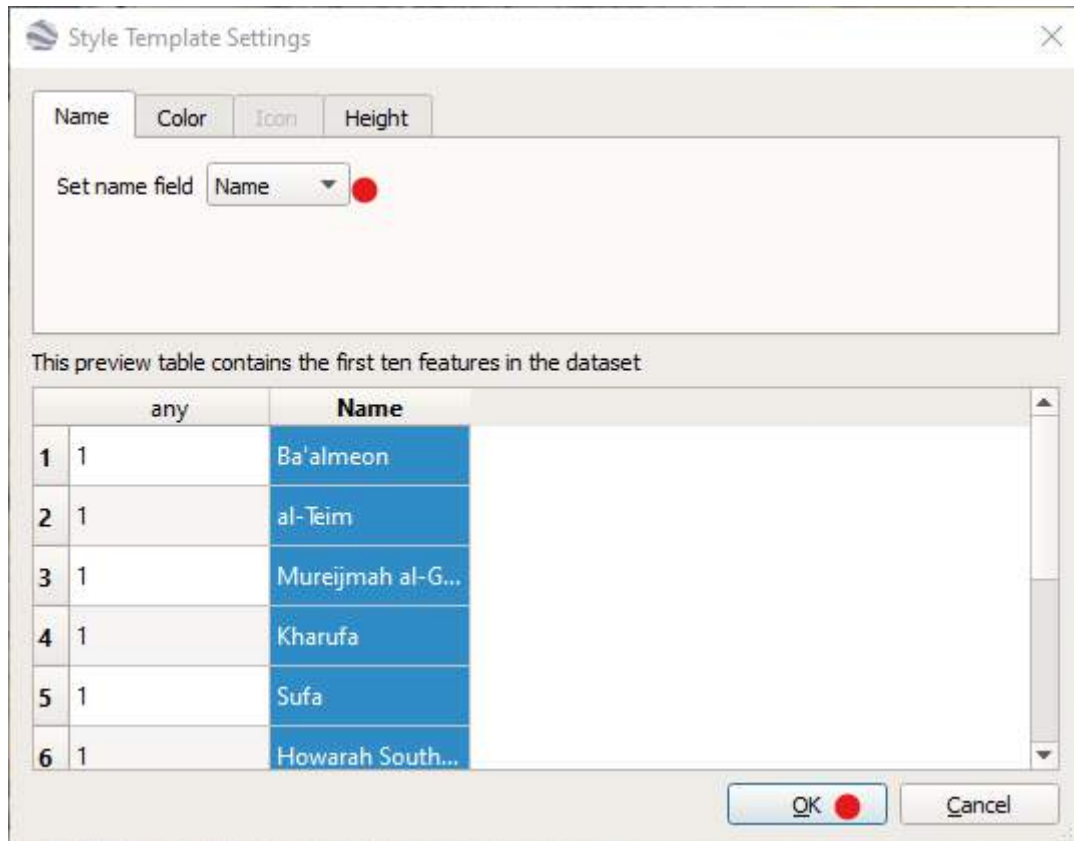 Style Template Settings
Name Color Icon Height
Set name field Name
This preview table contains the first ten features in the dataset
any Name
1 1 Ba'almeon
2 1 al-Teim
3 1 Mureijmah al-G...
4 1 Kharufa
5 1 Sufa
6 1 Howarah South...
OK Cancel